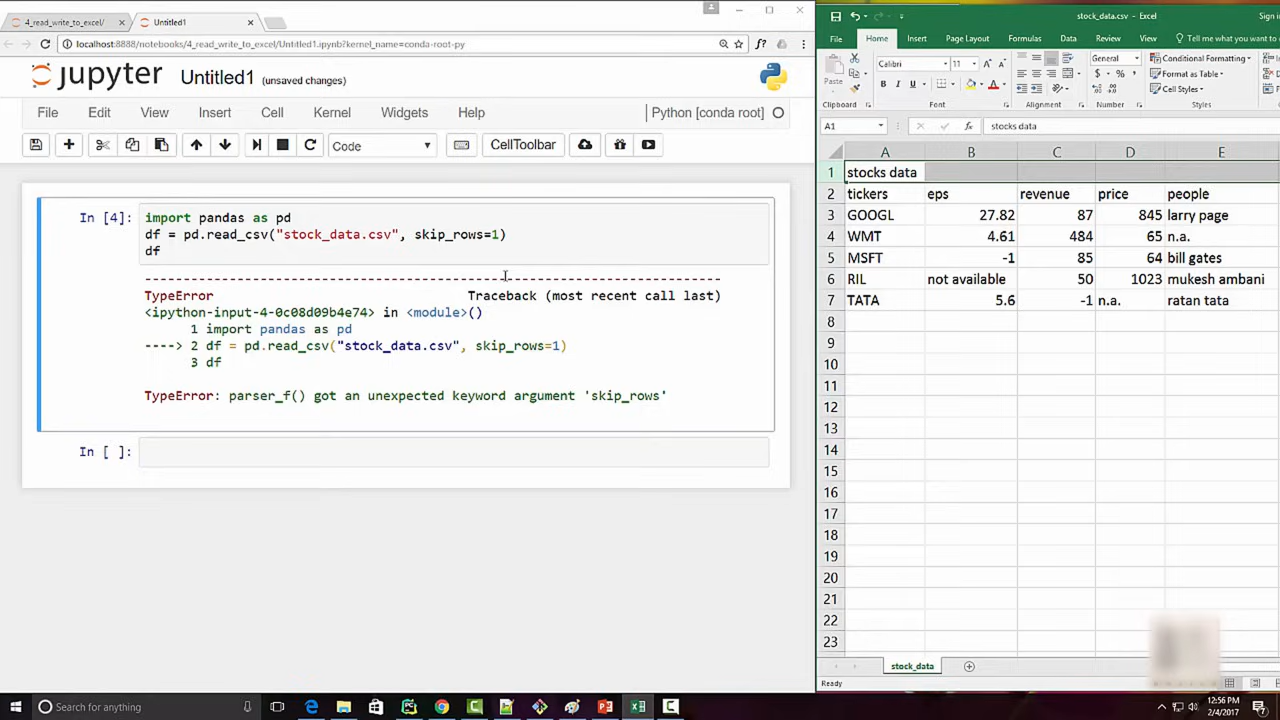 4_read_write_to_excel/
Untitled1
localhost:8888/notebooks/4_read_write_to_excel/Untitled1.ipynb?kernel_name=conda-root-py
jupyter Untitled1 (unsaved changes)
File Edit View Insert Cell Kernel Widgets Help Python [conda root]
Code CellToolbar
In [4]: import pandas as pd
df = pd.read_csv("stock_data.csv", skip_rows=1)
df
TypeError Traceback (most recent call last)
<ipython-input-4-0c08d09b4e74> in <module>()
1 import pandas as pd
----> 2 df = pd.read_csv("stock_data.csv", skip_rows=1)
3 df
TypeError: parser_f() got an unexpected keyword argument 'skip_rows'
In [ ]:
stock_data.csv - Excel Sign in
File Home Insert Page Layout Formulas Data Review View Tell me what you want
Paste
Calibri 11
B I U
General
$ % ,
Conditional Formatting
Format as Table
Cell Styles
Clipboard Font Alignment Number Styles
A1 fx stocks data
A B C D E
1 stocks data
2 tickers eps revenue price people
3 GOOGL 27.82 87 845 larry page
4 WMT 4.61 484 65 n.a.
5 MSFT -1 85 64 bill gates
6 RIL not available 50 1023 mukesh ambani
7 TATA 5.6 -1 n.a. ratan tata
8
9
10
11
12
13
14
15
16
17
18
19
20
21
22
23
stock_data
Ready
Search Windows
12:56 PM
2/4/2017